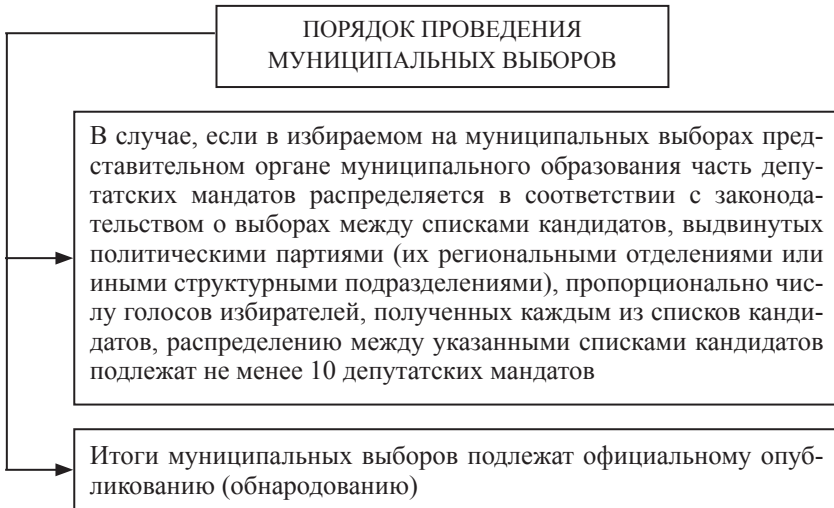 ПОРЯДОК ПРОВЕДЕНИЯ
МУНИЦИПАЛЬНЫХ ВЫБОРОВ
В случае, если в избираемом на муниципальных выборах пред-
ставительном органе муниципального образования часть депу-
татских мандатов распределяется в соответствии с законода-
тельством о выборах между списками кандидатов, выдвинутых
политическими партиями (их региональными отделениями или
иными структурными подразделениями), пропорционально чис-
лу голосов избирателей, полученных каждым из списков канди-
датов, распределению между указанными списками кандидатов
подлежат не менее 10 депутатских мандатов
Итоги муниципальных выборов подлежат официальному опуб-
ликованию (обнародованию)